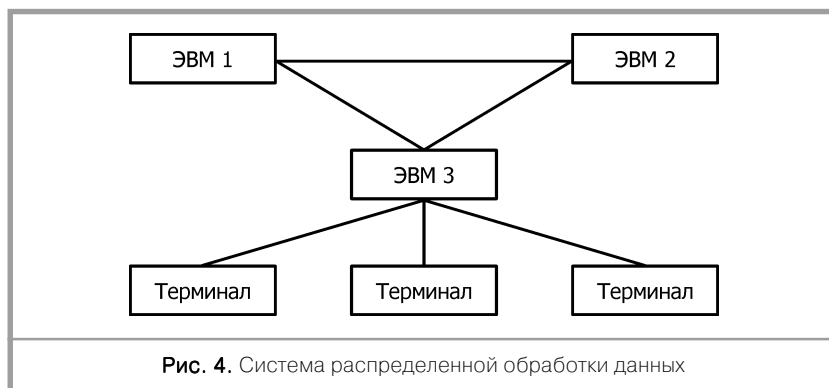 ЭВМ 1
ЭВМ 2
ЭВМ 3
Терминал
Терминал
Терминал
Рис. 4. Система распределенной обработки данных